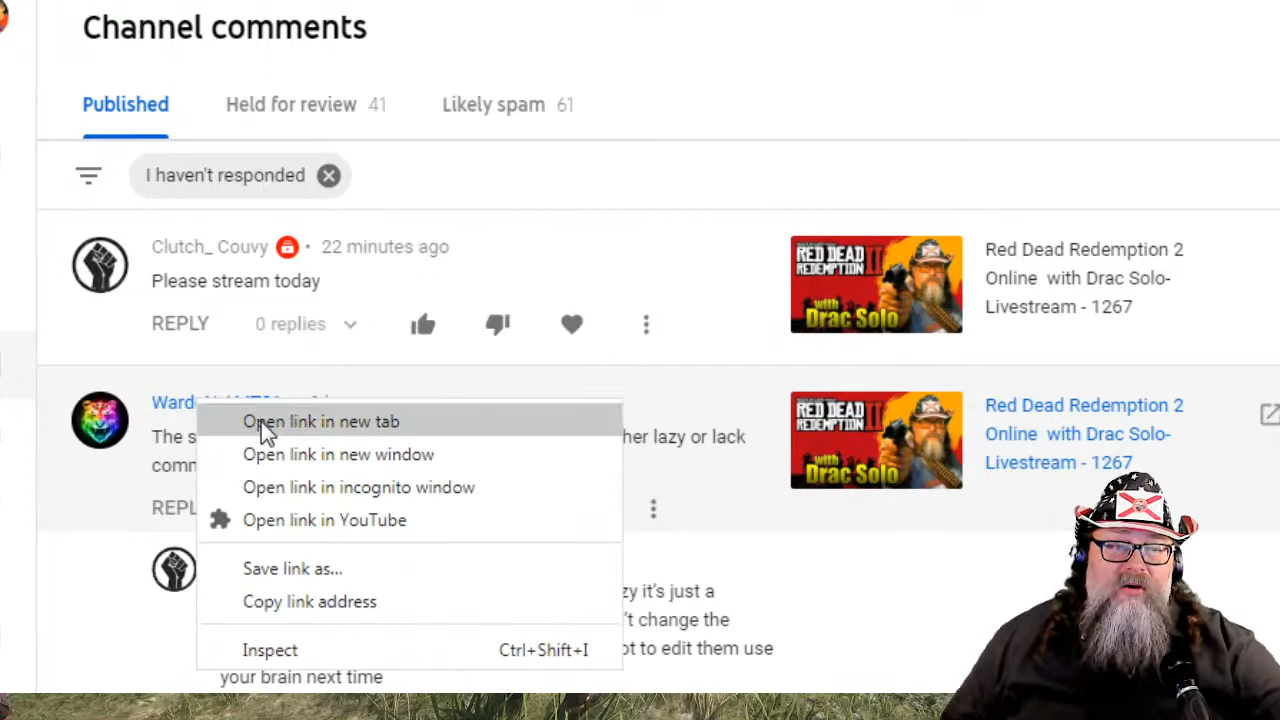 Channel comments
Published Held for review 41 Likely spam 61
I haven't responded
Clutch_ Couvy • 22 minutes ago
Please stream today
REPLY 0 replies
RED DEAD
REDEMPTION II
with
Drac Solo
Red Dead Redemption 2
Online with Drac Solo-
Livestream - 1267
Open link in new tab
Open link in new window
Open link in incognito window
Open link in YouTube
Save link as...
Copy link address
Inspect Ctrl+Shift+I
The
her lazy or lack
RED DEAD
REDEMPTION II
with
Drac Solo
Red Dead Redemption 2
Online with Drac Solo-
Livestream - 1267
it's just a
change the
to edit them use
your brain next time